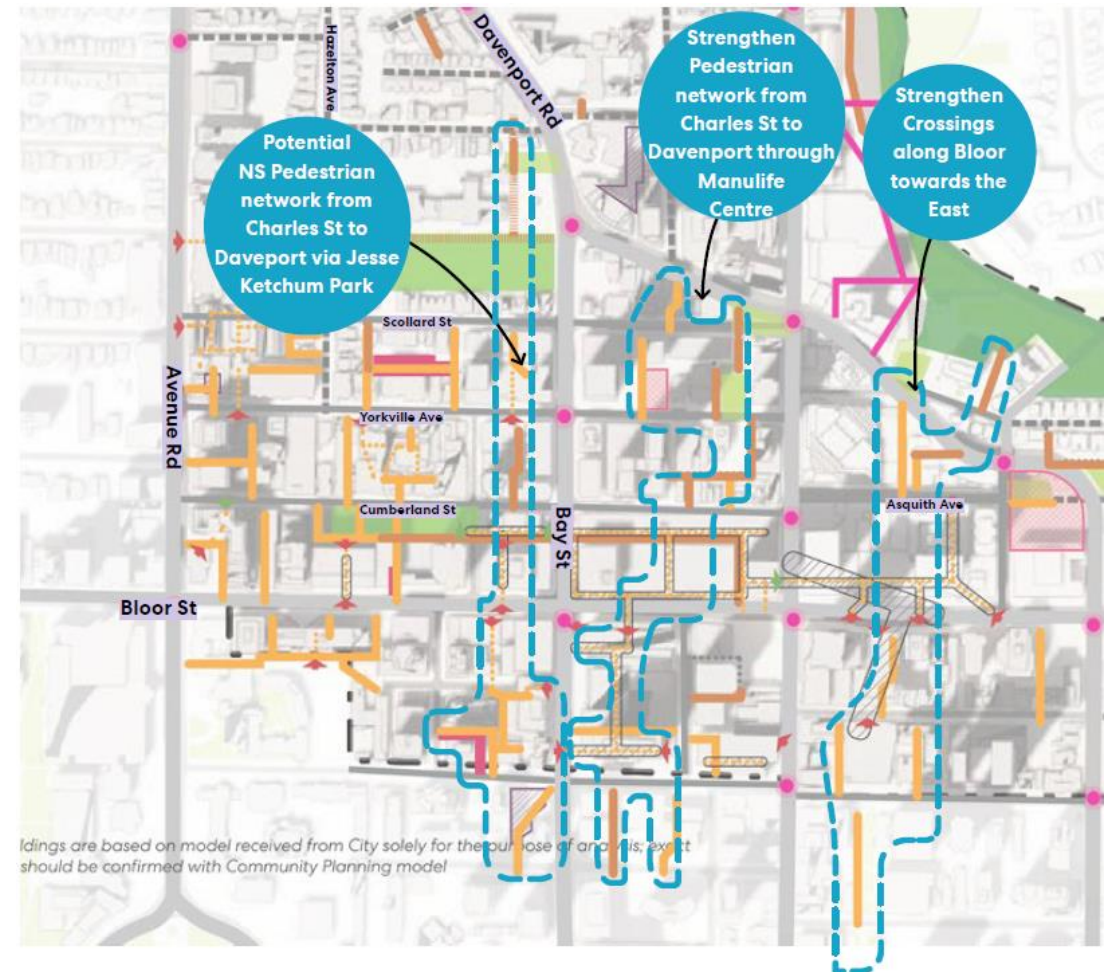 Hazelton Ave
Davenport Rd
Strengthen
Pedestrian
network from
Charles St to
Davenport through
Manulife
Centre
Strengthen
Crossings
along Bloor
towards the
East
Potential
NS Pedestrian
network from
Charles St to
Daveport via Jesse
Ketchum Park
Scollard St
Avenue Rd
Yorkville Ave
Cumberland St
Bay St
Asquith Ave
Bloor St
ldings are based on model received from City solely for the purpose of analysis; exact
should be confirmed with Community Planning model